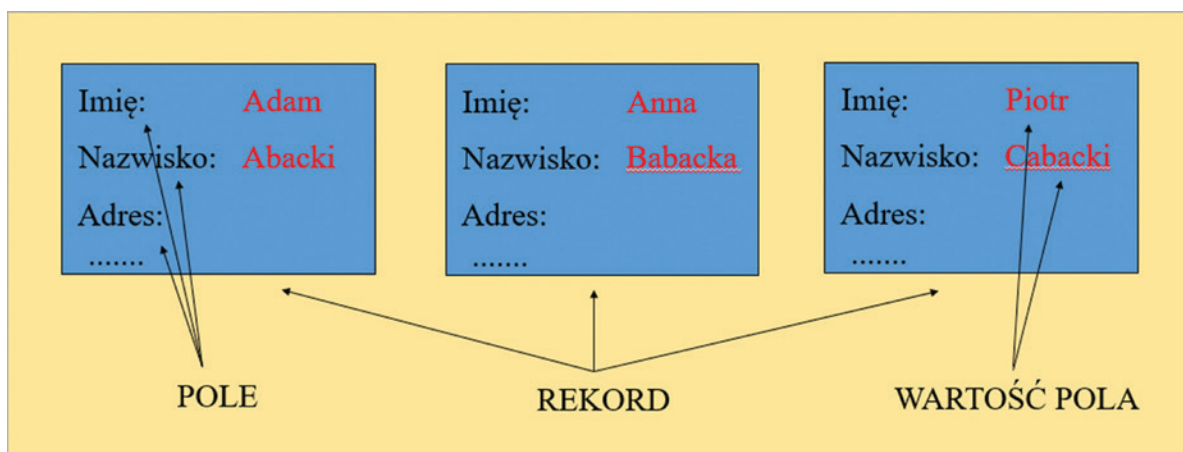 Imię: Adam
Nazwisko: Abacki
Adres:
.......
Imię: Anna
Nazwisko: Babacka
Adres:
.......
Imię: Piotr
Nazwisko: Cabacki
Adres:
.......
POLE
REKORD
WARTOŚĆ POLA